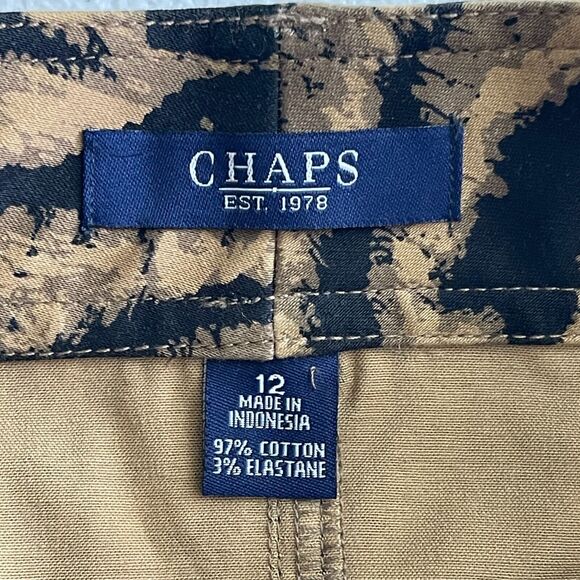 CHAPS
EST. 1978
12
MADE IN
INDONESIA
97% COTTON
3% ELASTANE